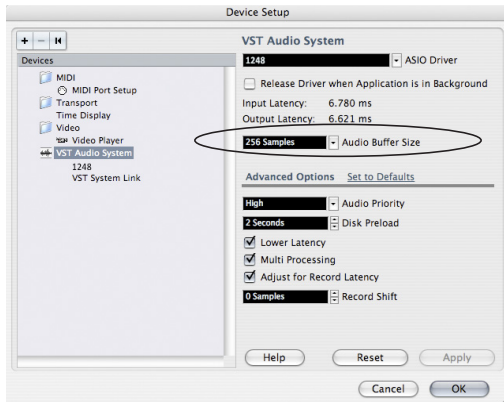 Device Setup
Devices
MIDI
MIDI Port Setup
Transport
Time Display
Video
Video Player
VST Audio System
1248
VST System Link
VST Audio System
1248 ASIO Driver
Release Driver when Application is in Background
Input Latency: 6.780 ms
Output Latency: 6.621 ms
256 Samples Audio Buffer Size
Advanced Options Set to Defaults
High Audio Priority
2 Seconds Disk Preload
Lower Latency
Multi Processing
Adjust for Record Latency
0 Samples Record Shift
Help Reset Apply
Cancel OK